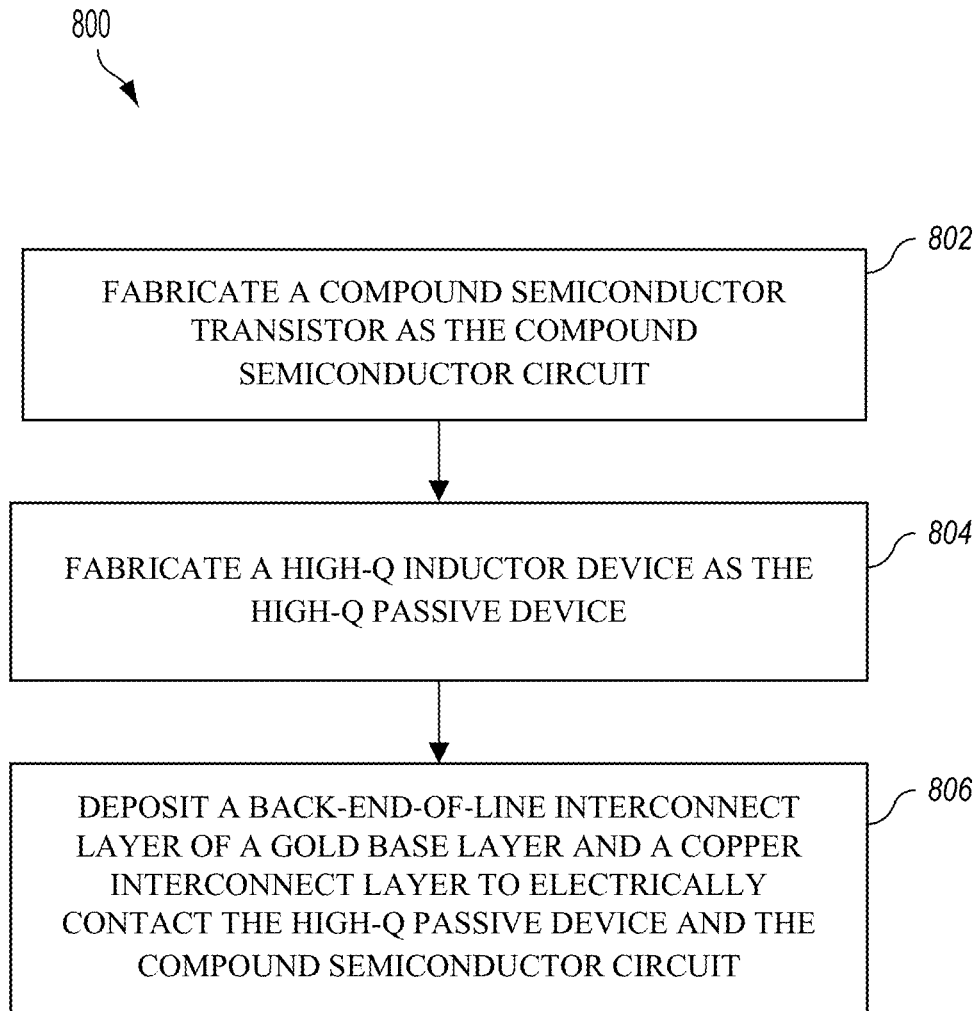 800
802
FABRICATE A COMPOUND SEMICONDUCTOR
TRANSISTOR AS THE COMPOUND
SEMICONDUCTOR CIRCUIT
804
FABRICATE A HIGH-Q INDUCTOR DEVICE AS THE
HIGH-Q PASSIVE DEVICE
806
DEPOSIT A BACK-END-OF-LINE INTERCONNECT
LAYER OF A GOLD BASE LAYER AND A COPPER
INTERCONNECT LAYER TO ELECTRICALLY
CONTACT THE HIGH-Q PASSIVE DEVICE AND THE
COMPOUND SEMICONDUCTOR CIRCUIT